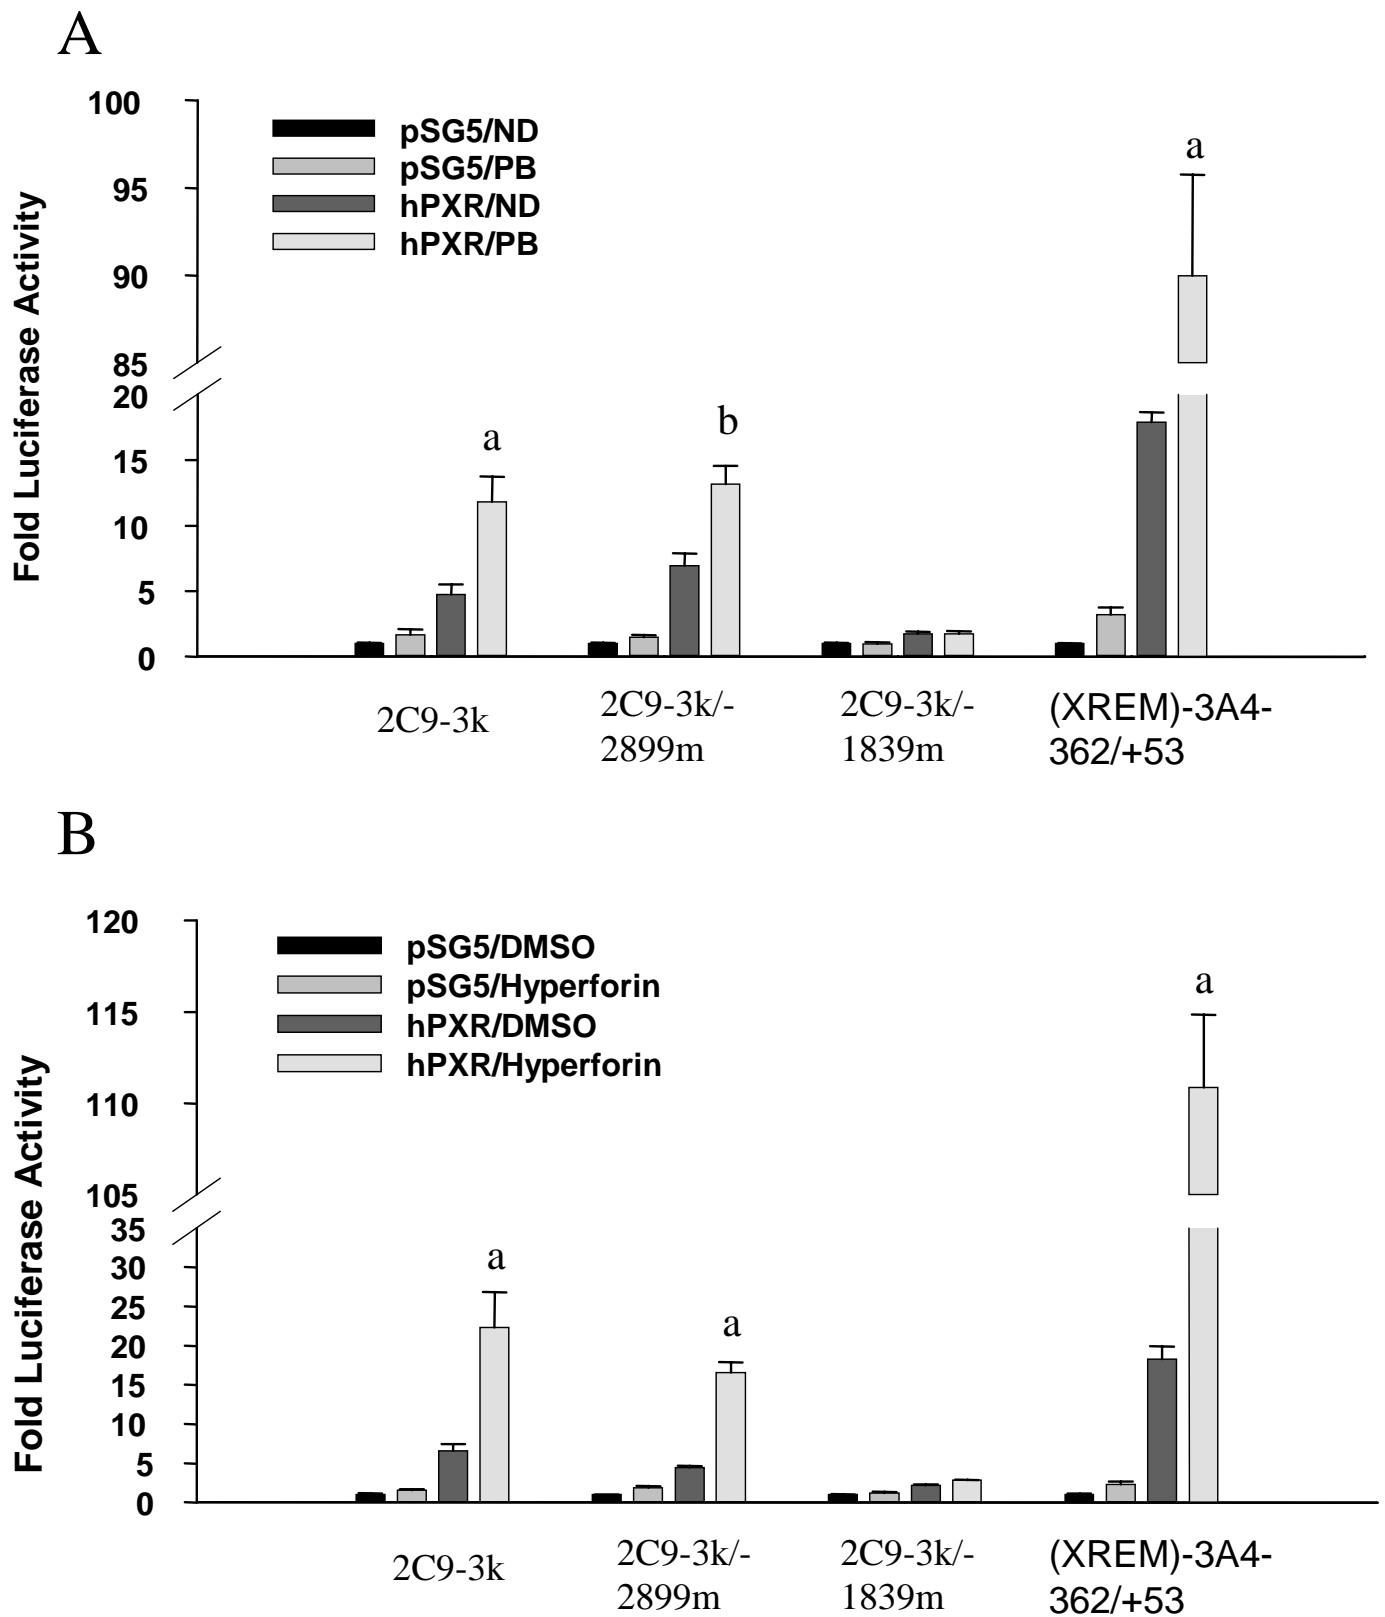 A
100
95
90
85
20
15
10
5
0
Fold Luciferase Activity
pSG5/ND
pSG5/PB
hPXR/ND
hPXR/PB
a
b
a
2C9-3k
2C9-3k/-
2899m
2C9-3k/-
1839m
(XREM)-3A4-
362/+53
B
120
115
110
105
35
30
25
20
15
10
5
0
Fold Luciferase Activity
pSG5/DMSO
pSG5/Hyperforin
hPXR/DMSO
hPXR/Hyperforin
a
a
a
2C9-3k
2C9-3k/-
2899m
2C9-3k/-
1839m
(XREM)-3A4-
362/+53